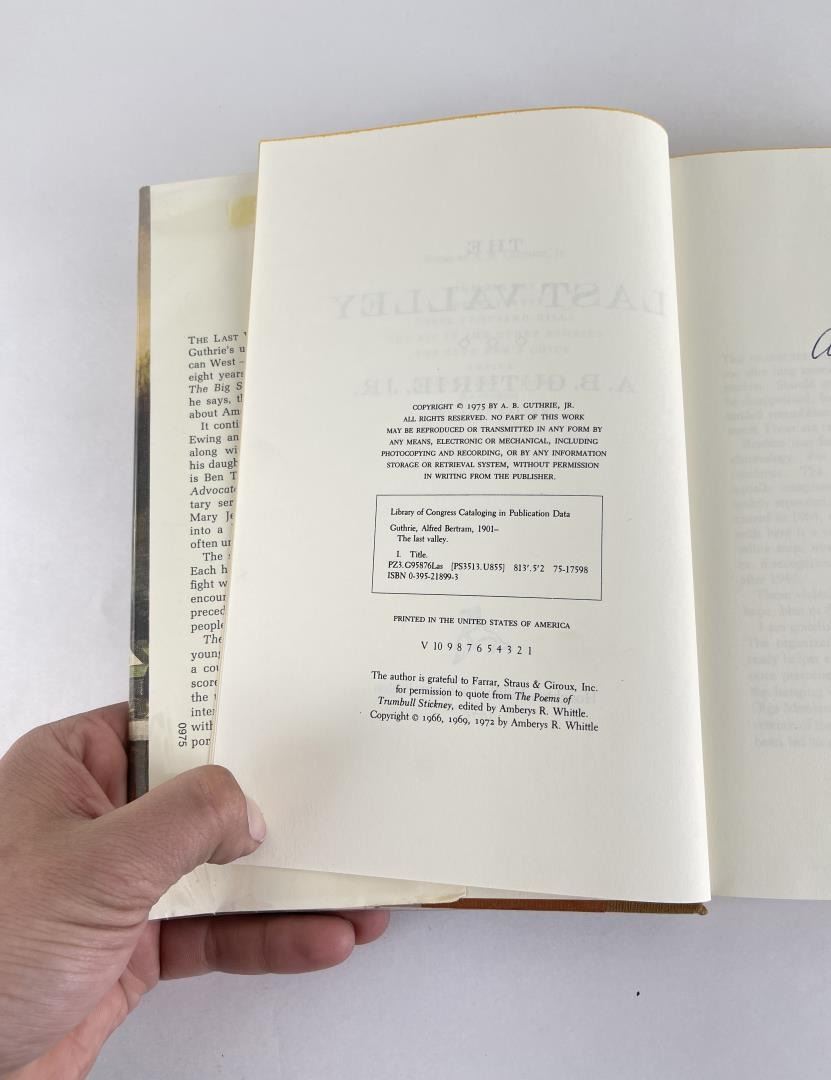 THE LAST
Guthrie's u
can West –
eight years
The Big S
he says, t
about Am
It conti
Ewing an
along wi
his daugh
is Ben T
Advocat
tary ser
Mary Je
into a
often un
The
Each h
fight w
encour
preced
people
The
young
a cou
score
the
inter
with
por
0975
THE
LAST VALLEY
A. B. GUTHRIE, JR.
COPYRIGHT © 1975 BY A. B. GUTHRIE, JR.
ALL RIGHTS RESERVED. NO PART OF THIS WORK
MAY BE REPRODUCED OR TRANSMITTED IN ANY FORM BY
ANY MEANS, ELECTRONIC OR MECHANICAL, INCLUDING
PHOTOCOPYING AND RECORDING, OR BY ANY INFORMATION
STORAGE OR RETRIEVAL SYSTEM, WITHOUT PERMISSION
IN WRITING FROM THE PUBLISHER.
Library of Congress Cataloging in Publication Data
Guthrie, Alfred Bertram, 1901–
The last valley.
I. Title.
PZ3.G95876Las [PS3513.U855] 813'.5'2 75-17598
ISBN 0-395-21899-3
PRINTED IN THE UNITED STATES OF AMERICA
V 10 9 8 7 6 5 4 3 2 1
The author is grateful to Farrar, Straus & Giroux, Inc.
for permission to quote from The Poems of
Trumbull Stickney, edited by Amberys R. Whittle.
Copyright © 1966, 1969, 1972 by Amberys R. Whittle